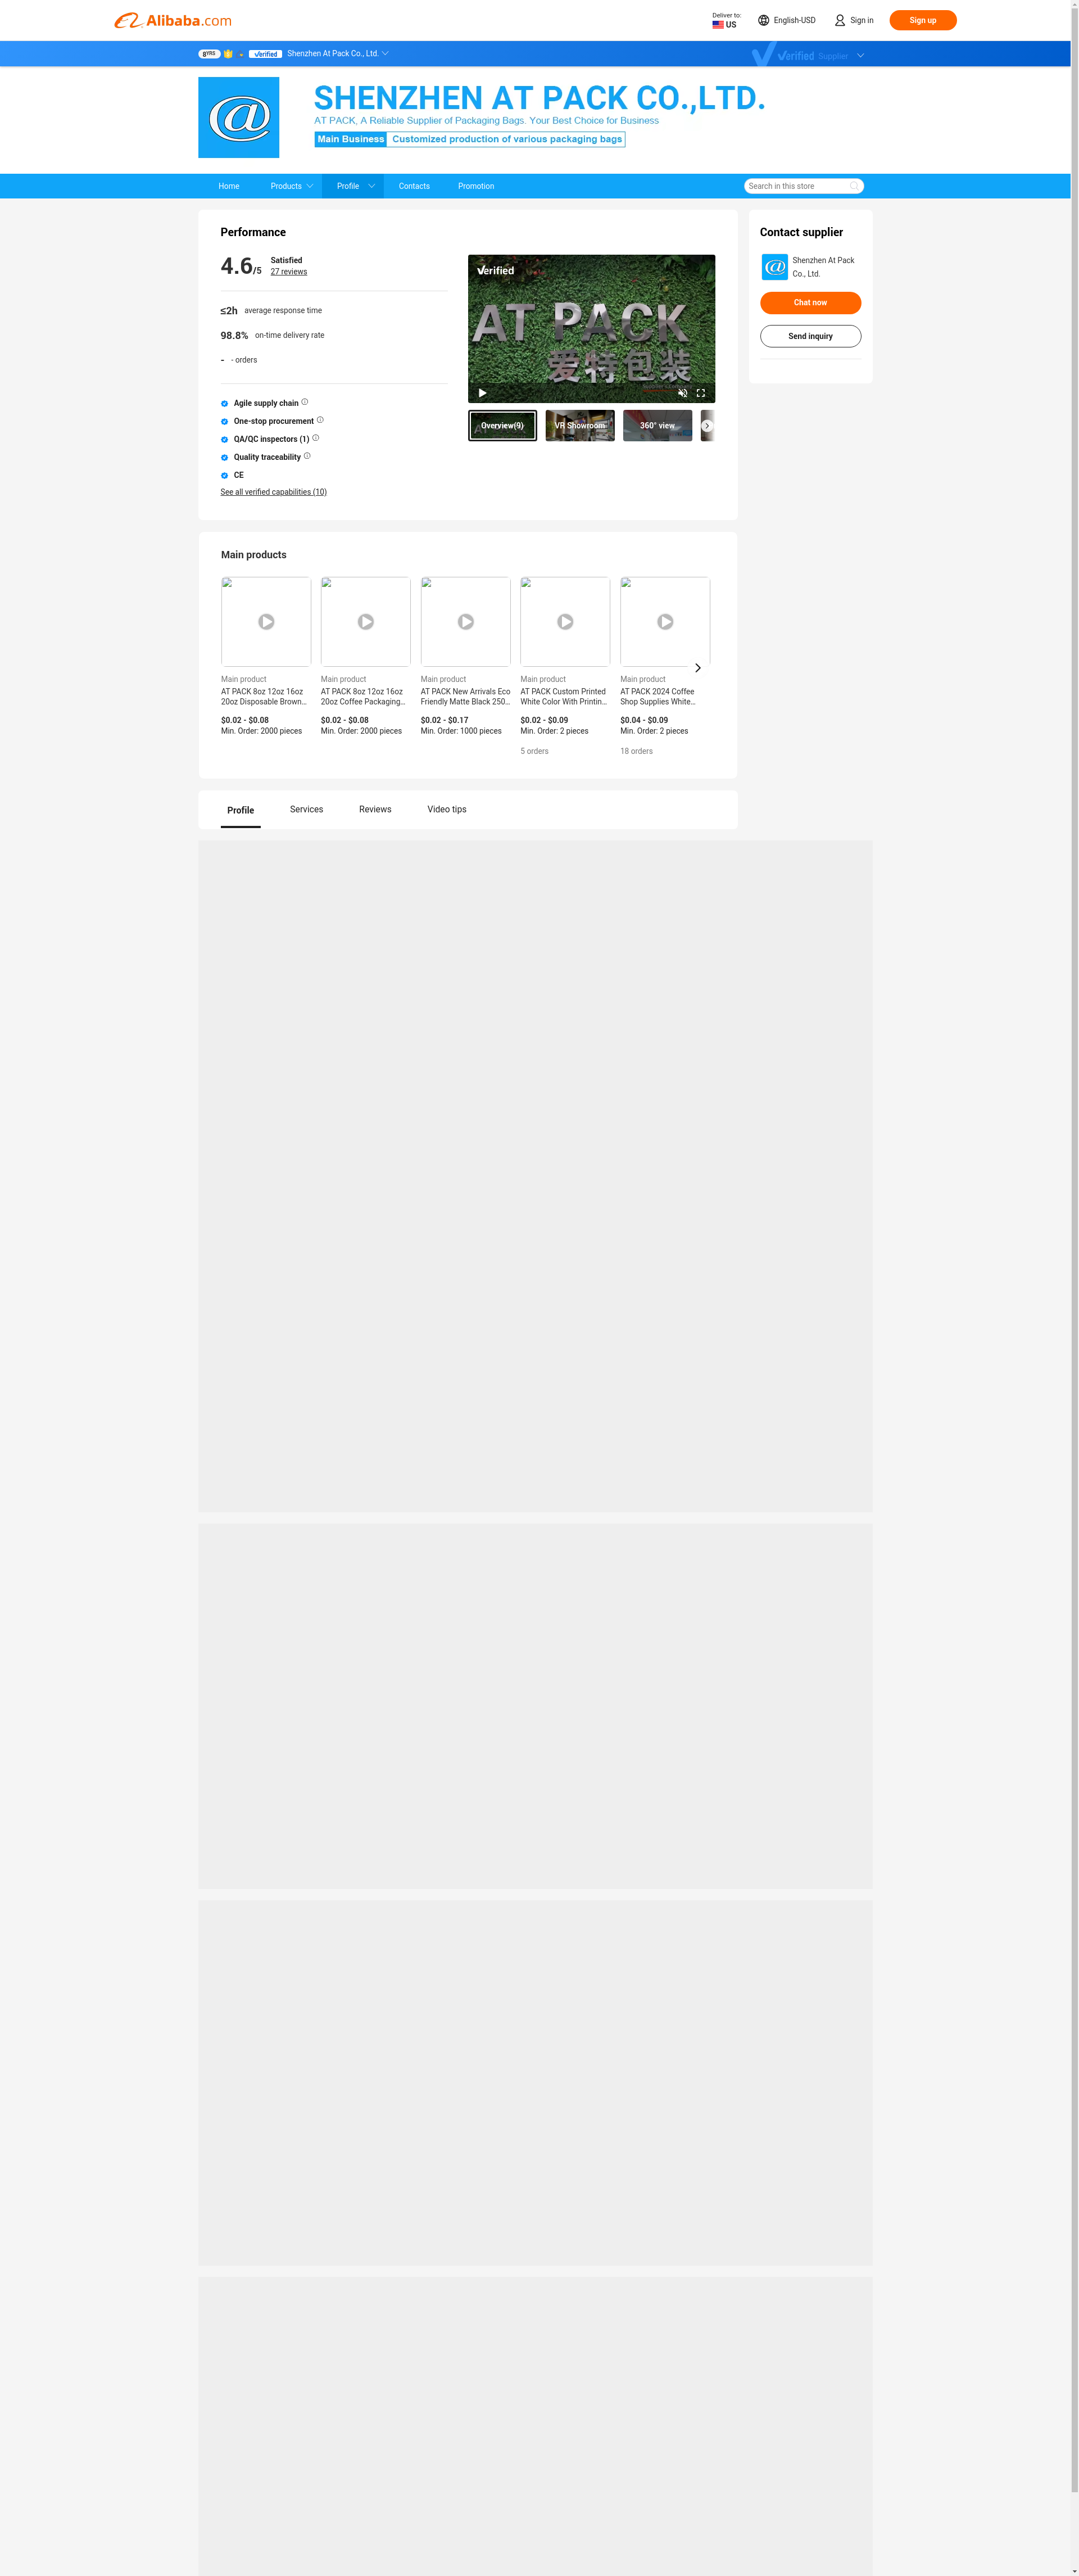 Alibaba.com
Deliver to:
US
English-USD
Sign in
Sign up
8YRS
Verified
Shenzhen At Pack Co., Ltd.
Verified Supplier
@
SHENZHEN AT PACK CO.,LTD.
AT PACK, A Reliable Supplier of Packaging Bags. Your Best Choice for Business
Main Business Customized production of various packaging bags
Home
Products
Profile
Contacts
Promotion
Search in this store
Performance
4.6/5
Satisfied
27 reviews
≤2h average response time
98.8% on-time delivery rate
- - orders
Agile supply chain
One-stop procurement
QA/QC inspectors (1)
Quality traceability
CE
See all verified capabilities (10)
Verified
AT PACK
爱特包装
Overview(9)
VR Showroom
360° view
Contact supplier
@
Shenzhen At Pack
Co., Ltd.
Chat now
Send inquiry
Main products
Main product
AT PACK 8oz 12oz 16oz
20oz Disposable Brown...
$0.02 - $0.08
Min. Order: 2000 pieces
Main product
AT PACK 8oz 12oz 16oz
20oz Coffee Packaging...
$0.02 - $0.08
Min. Order: 2000 pieces
Main product
AT PACK New Arrivals Eco
Friendly Matte Black 250...
$0.02 - $0.17
Min. Order: 1000 pieces
Main product
AT PACK Custom Printed
White Color With Printin...
$0.02 - $0.09
Min. Order: 2 pieces
5 orders
Main product
AT PACK 2024 Coffee
Shop Supplies White...
$0.04 - $0.09
Min. Order: 2 pieces
18 orders
Profile
Services
Reviews
Video tips